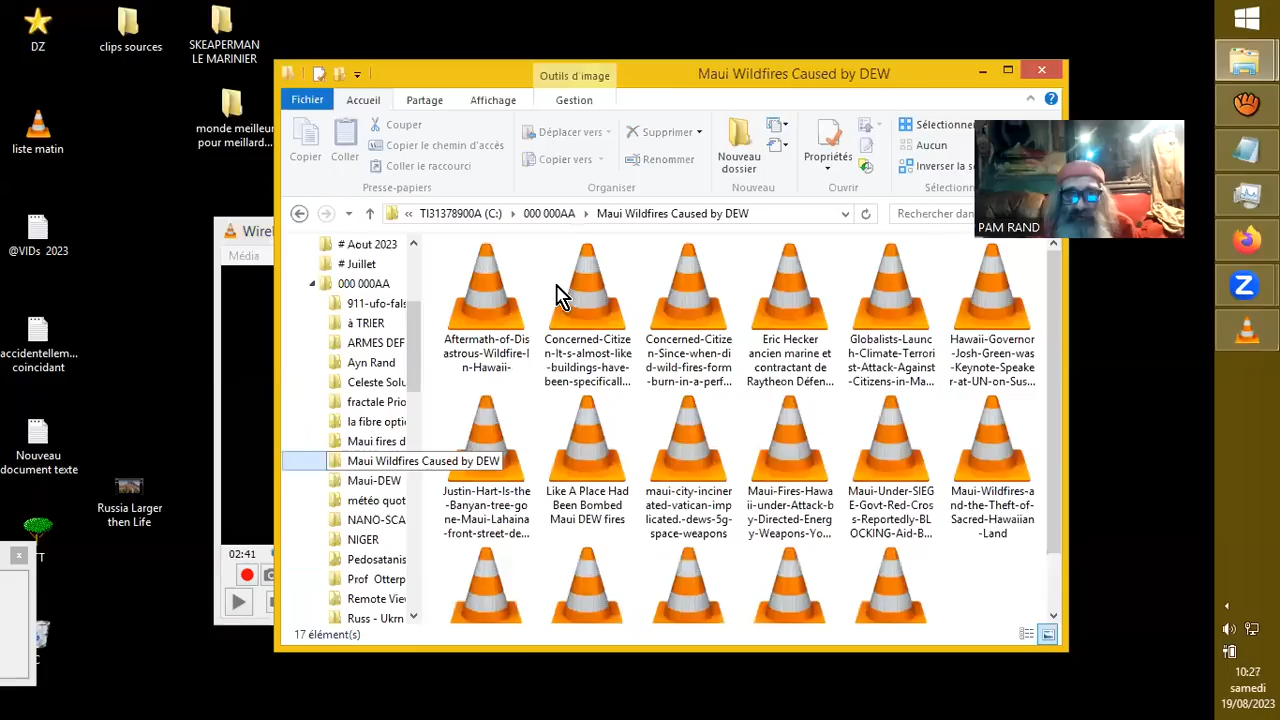 DZ
clips sources
SKEAPERMAN
LE MARINIER
liste matin
monde meilleur
pour meillard...
@VIDs 2023
accidentellem...
coincidant
Nouveau
document texte
Russia Larger
then Life
Outils d'image
Maui Wildfires Caused by DEW
Fichier
Accueil
Partage
Affichage
Gestion
Copier
Coller
Couper
Copier le chemin d'accès
Coller le raccourci
Presse-papiers
Déplacer vers
Copier vers
Supprimer
Renommer
Organiser
Nouveau
dossier
Nouveau
Propriétés
Ouvrir
Sélectionner
Aucun
Inverser la sé
Sélection
PAM RAND
TI31378900A (C:)
000 000AA
Maui Wildfires Caused by DEW
Rechercher dan
Média
02:41
# Aout 2023
# Juillet
000 000AA
911-ufo-fals
à TRIER
ARMES DEF
Ayn Rand
Celeste Solu
fractale Prio
la fibre opti
Maui fires d
Maui Wildfires Caused by DEW
Maui-DEW
météo quot
NANO-SCA
NIGER
Pedosatanis
Prof Otterp
Remote Vie
Russ - Ukrn
Aftermath-of-Dis
astrous-Wildfire-I
n-Hawaii-
Concerned-Citize
n-It-s-almost-like
-buildings-have-
been-specificall...
Concerned-Citize
n-Since-when-di
d-wild-fires-form
-burn-in-a-perf...
Eric Hecker
ancien marine et
contractant de
Raytheon Défen...
Globalists-Launc
h-Climate-Terrori
st-Attack-Against
-Citizens-in-Ma...
Hawaii-Governor
-Josh-Green-was
-Keynote-Speake
r-at-UN-on-Sus...
Justin-Hart-Is-the
-Banyan-tree-go
ne-Maui-Lahaina
-front-street-de...
Like A Place Had
Been Bombed
Maui DEW fires
maui-city-inciner
ated-vatican-imp
licated.-dews-5g-
space-weapons
Maui-Fires-Hawa
ii-under-Attack-b
y-Directed-Energ
y-Weapons-Yo...
Maui-Under-SIEG
E-Govt-Red-Cros
s-Reportedly-BL
OCKING-Aid-B...
Maui-Wildfires-a
nd-the-Theft-of-
Sacred-Hawaiian
-Land
17 élément(s)
10:27
samedi
19/08/2023